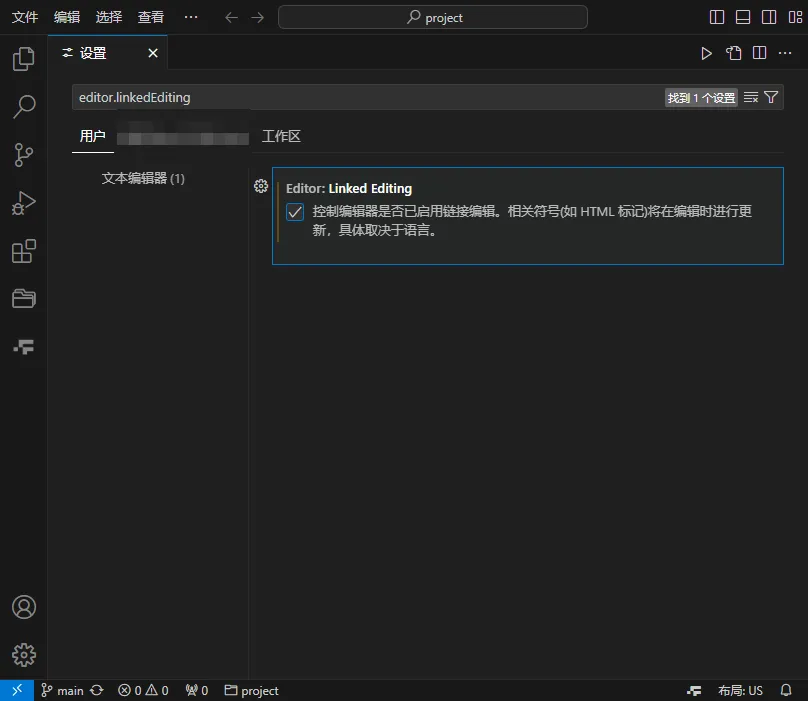 文件 编辑 选择 查看 ··· project
设置
editor.linkedEditing 找到 1 个设置
用户 工作区
文本编辑器 (1)
Editor: Linked Editing
控制编辑器是否已启用链接编辑。相关符号(如 HTML 标记)将在编辑时进行更
新，具体取决于语言。
main 0 0 0 project 布局: US